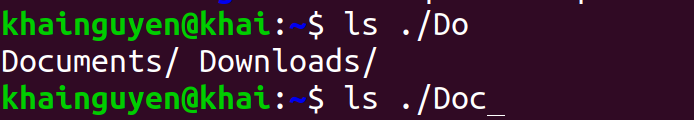 khainguyen@khai:~$ ls ./Do
Documents/ Downloads/
khainguyen@khai:~$ ls ./Doc_